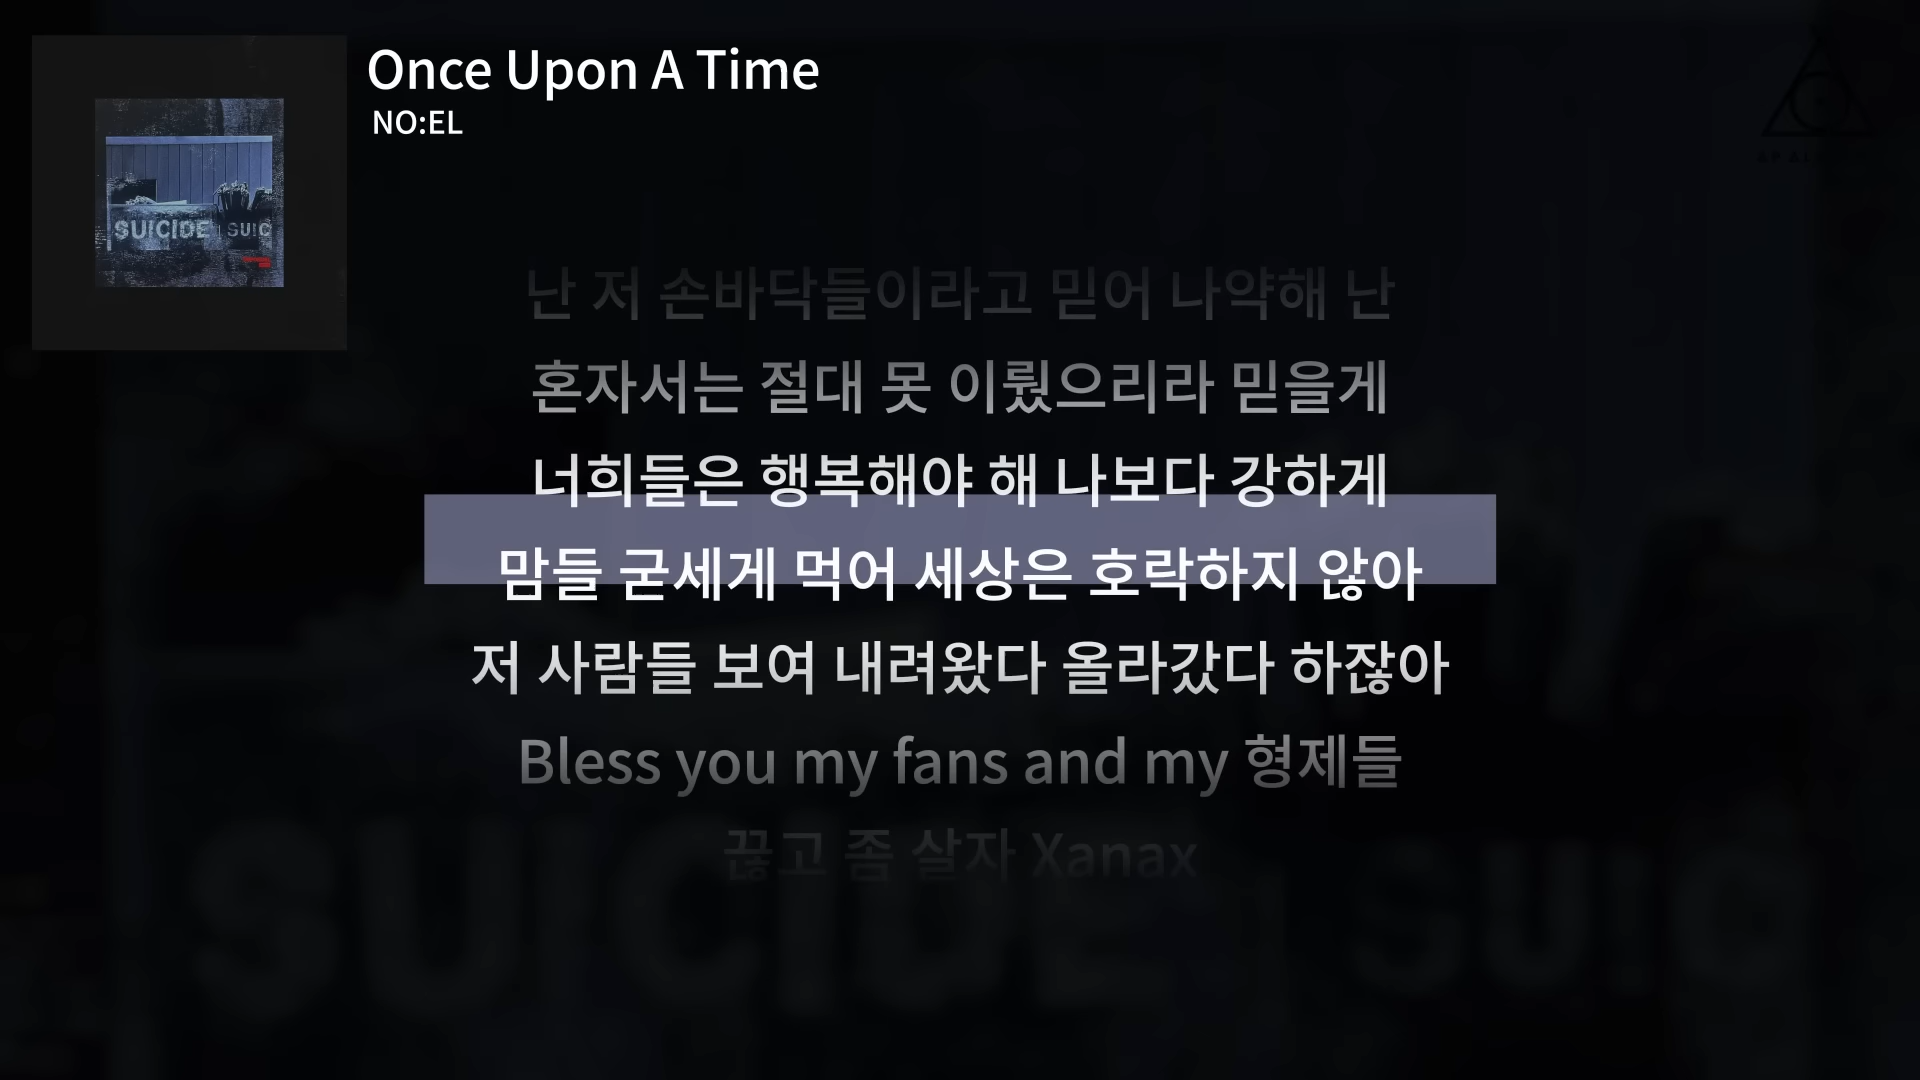 Once Upon A Time
NO:EL
SUICIDE SUIC
난 저 손바닥들이라고 믿어 나약해 난
혼자서는 절대 못 이뤘으리라 믿을게
너희들은 행복해야 해 나보다 강하게
맘들 굳세게 먹어 세상은 호락하지 않아
저 사람들 보여 내려왔다 올라갔다 하잖아
Bless you my fans and my 형제들
끊고 좀 살자 Xanax
SUICIDE SUIC